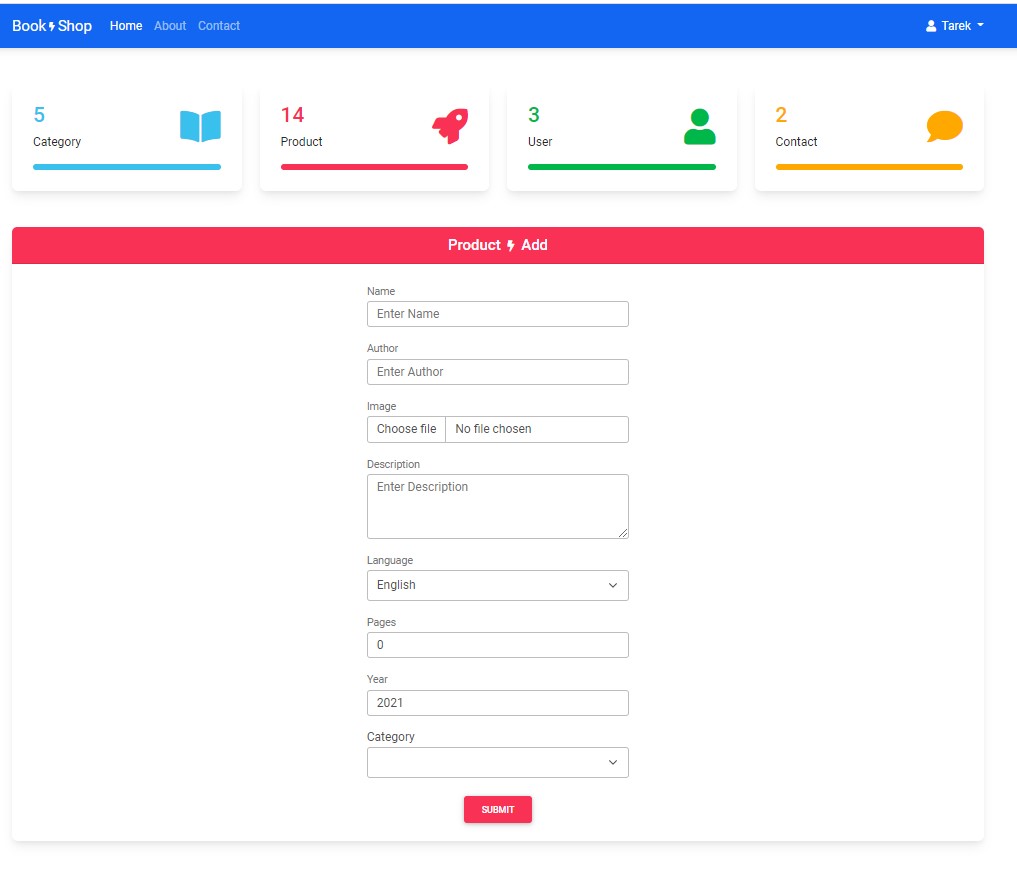 Book Shop Home About Contact Tarek
5 14 3 2
Category Product User Contact
Product Add
Name
Enter Name
Author
Enter Author
Image
Choose file No file chosen
Description
Enter Description
Language
English
Pages
0
Year
2021
Category
SUBMIT